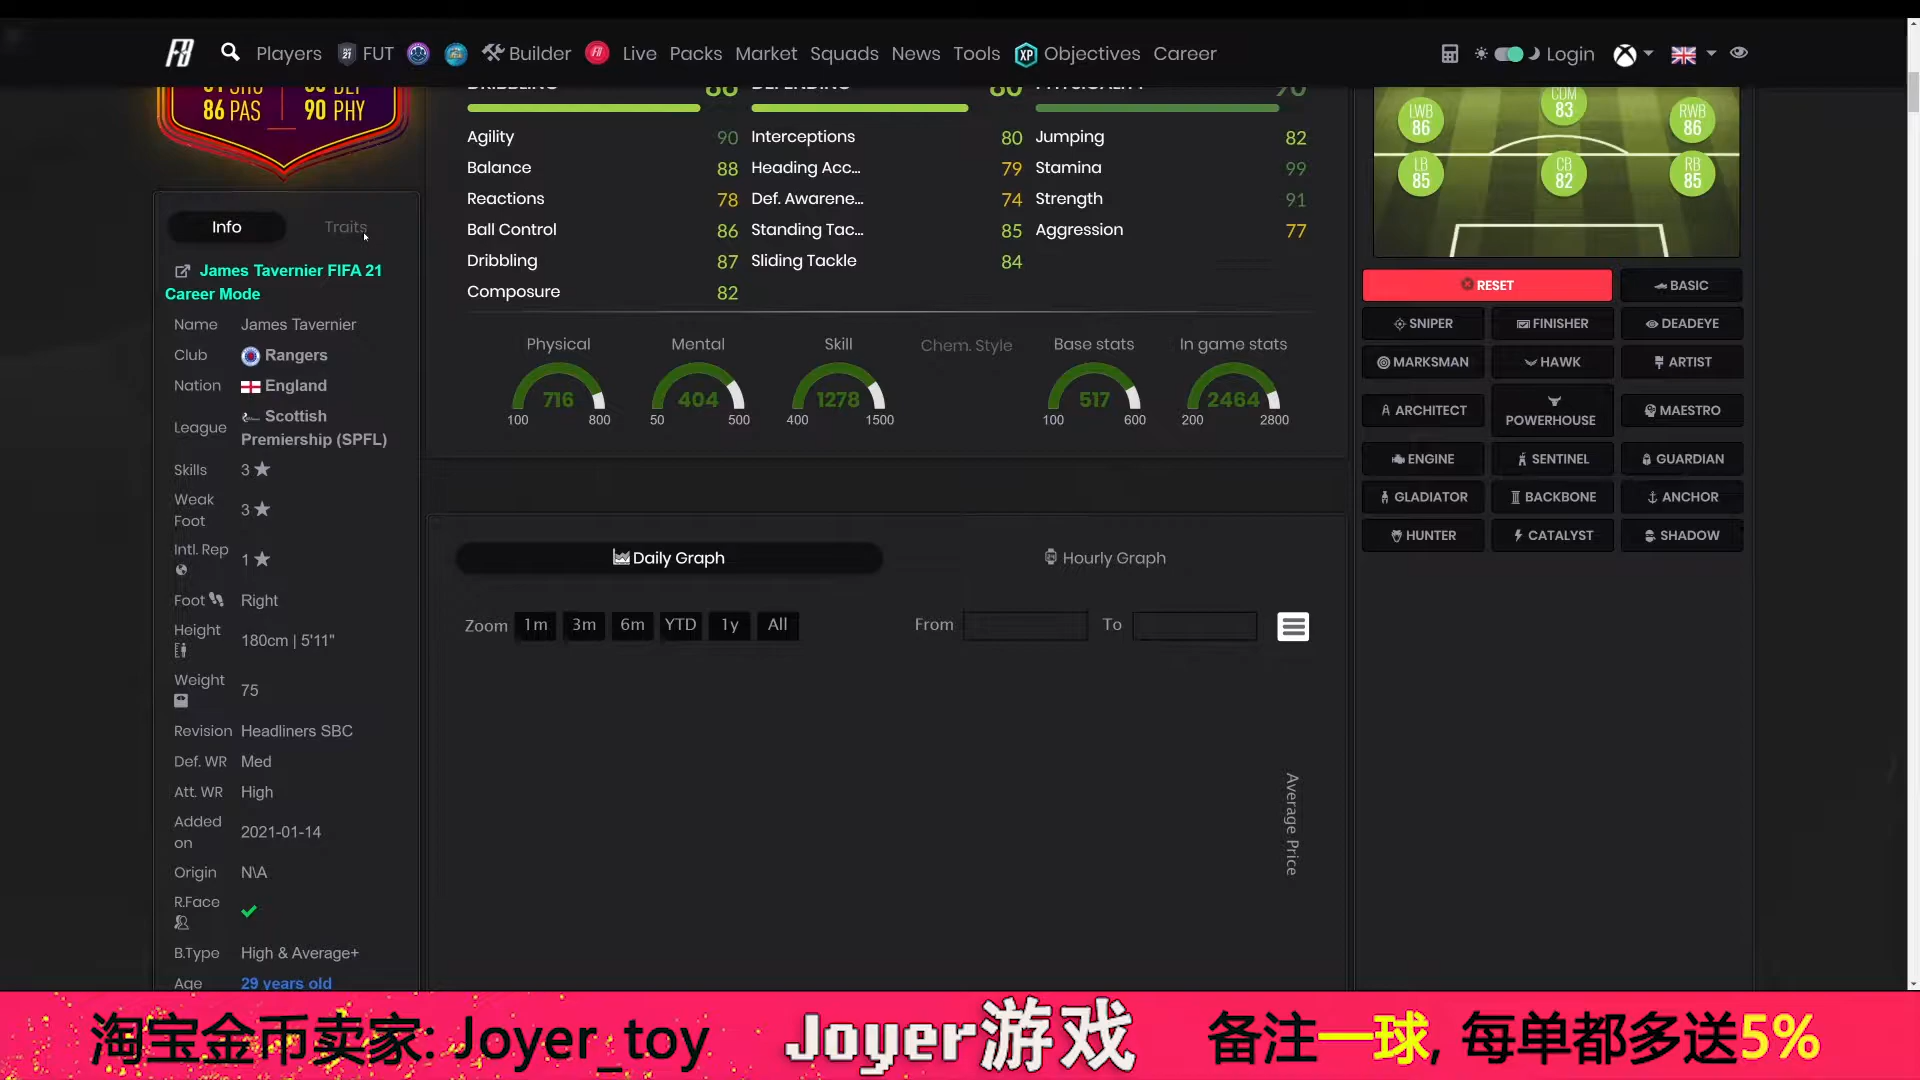 Players FUT Builder Live Packs Market Squads News Tools XP Objectives Career Login
86 PAS 90 PHY
Info Traits
James Tavernier FIFA 21
Career Mode
Name James Tavernier
Club Rangers
Nation England
League Scottish
Premiership (SPFL)
Skills 3
Weak
Foot 3
Intl. Rep 1
Foot Right
Height 180cm | 5'11"
Weight 75
Revision Headliners SBC
Def. WR Med
Att. WR High
Added
on 2021-01-14
Origin N\A
R.Face
B.Type High & Average+
Age 29 years old
DRIBBLING 86 DEFENDING 80 PHYSICALITY 90
Agility 90 Interceptions 80 Jumping 82
Balance 88 Heading Acc... 79 Stamina 99
Reactions 78 Def. Awarene... 74 Strength 91
Ball Control 86 Standing Tac... 85 Aggression 77
Dribbling 87 Sliding Tackle 84
Composure 82
Physical Mental Skill Chem. Style Base stats In game stats
716 404 1278 517 2464
100 800 50 500 400 1500 100 600 200 2800
Daily Graph Hourly Graph
Zoom 1m 3m 6m YTD 1y All From To
Average Price
LWB
86
CDM
83
RWB
86
LB
85
CB
82
RB
85
RESET BASIC
SNIPER FINISHER DEADEYE
MARKSMAN HAWK ARTIST
ARCHITECT POWERHOUSE MAESTRO
ENGINE SENTINEL GUARDIAN
GLADIATOR BACKBONE ANCHOR
HUNTER CATALYST SHADOW
淘宝金币卖家: Joyer_toy Joyer游戏 备注一球, 每单都多送5%